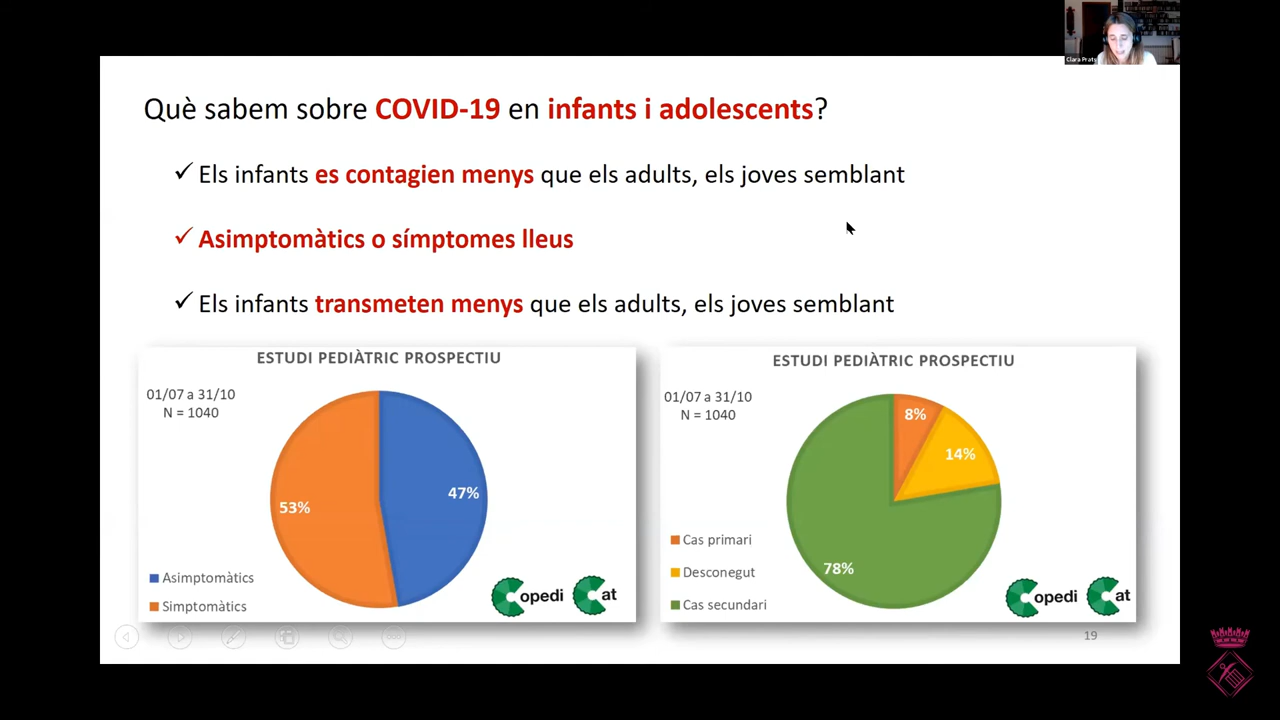 Clara Prats
Què sabem sobre COVID-19 en infants i adolescents?
✓ Els infants es contagien menys que els adults, els joves semblant
✓ Asimptomàtics o símptomes lleus
✓ Els infants transmeten menys que els adults, els joves semblant
ESTUDI PEDIÀTRIC PROSPECTIU
01/07 a 31/10
N = 1040
47%
53%
Asimptomàtics
Simptomàtics
Copedi Cat
ESTUDI PEDIÀTRIC PROSPECTIU
01/07 a 31/10
N = 1040
8%
14%
78%
Cas primari
Desconegut
Cas secundari
Copedi Cat
19